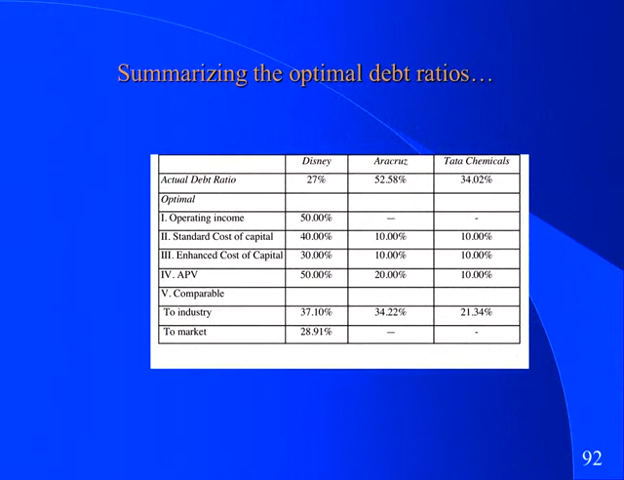 Summarizing the optimal debt ratios…
Disney Aracruz Tata Chemicals
Actual Debt Ratio 27% 52.58% 34.02%
Optimal
I. Operating income 50.00% — -
II. Standard Cost of capital 40.00% 10.00% 10.00%
III. Enhanced Cost of Capital 30.00% 10.00% 10.00%
IV. APV 50.00% 20.00% 10.00%
V. Comparable
To industry 37.10% 34.22% 21.34%
To market 28.91% — -
92